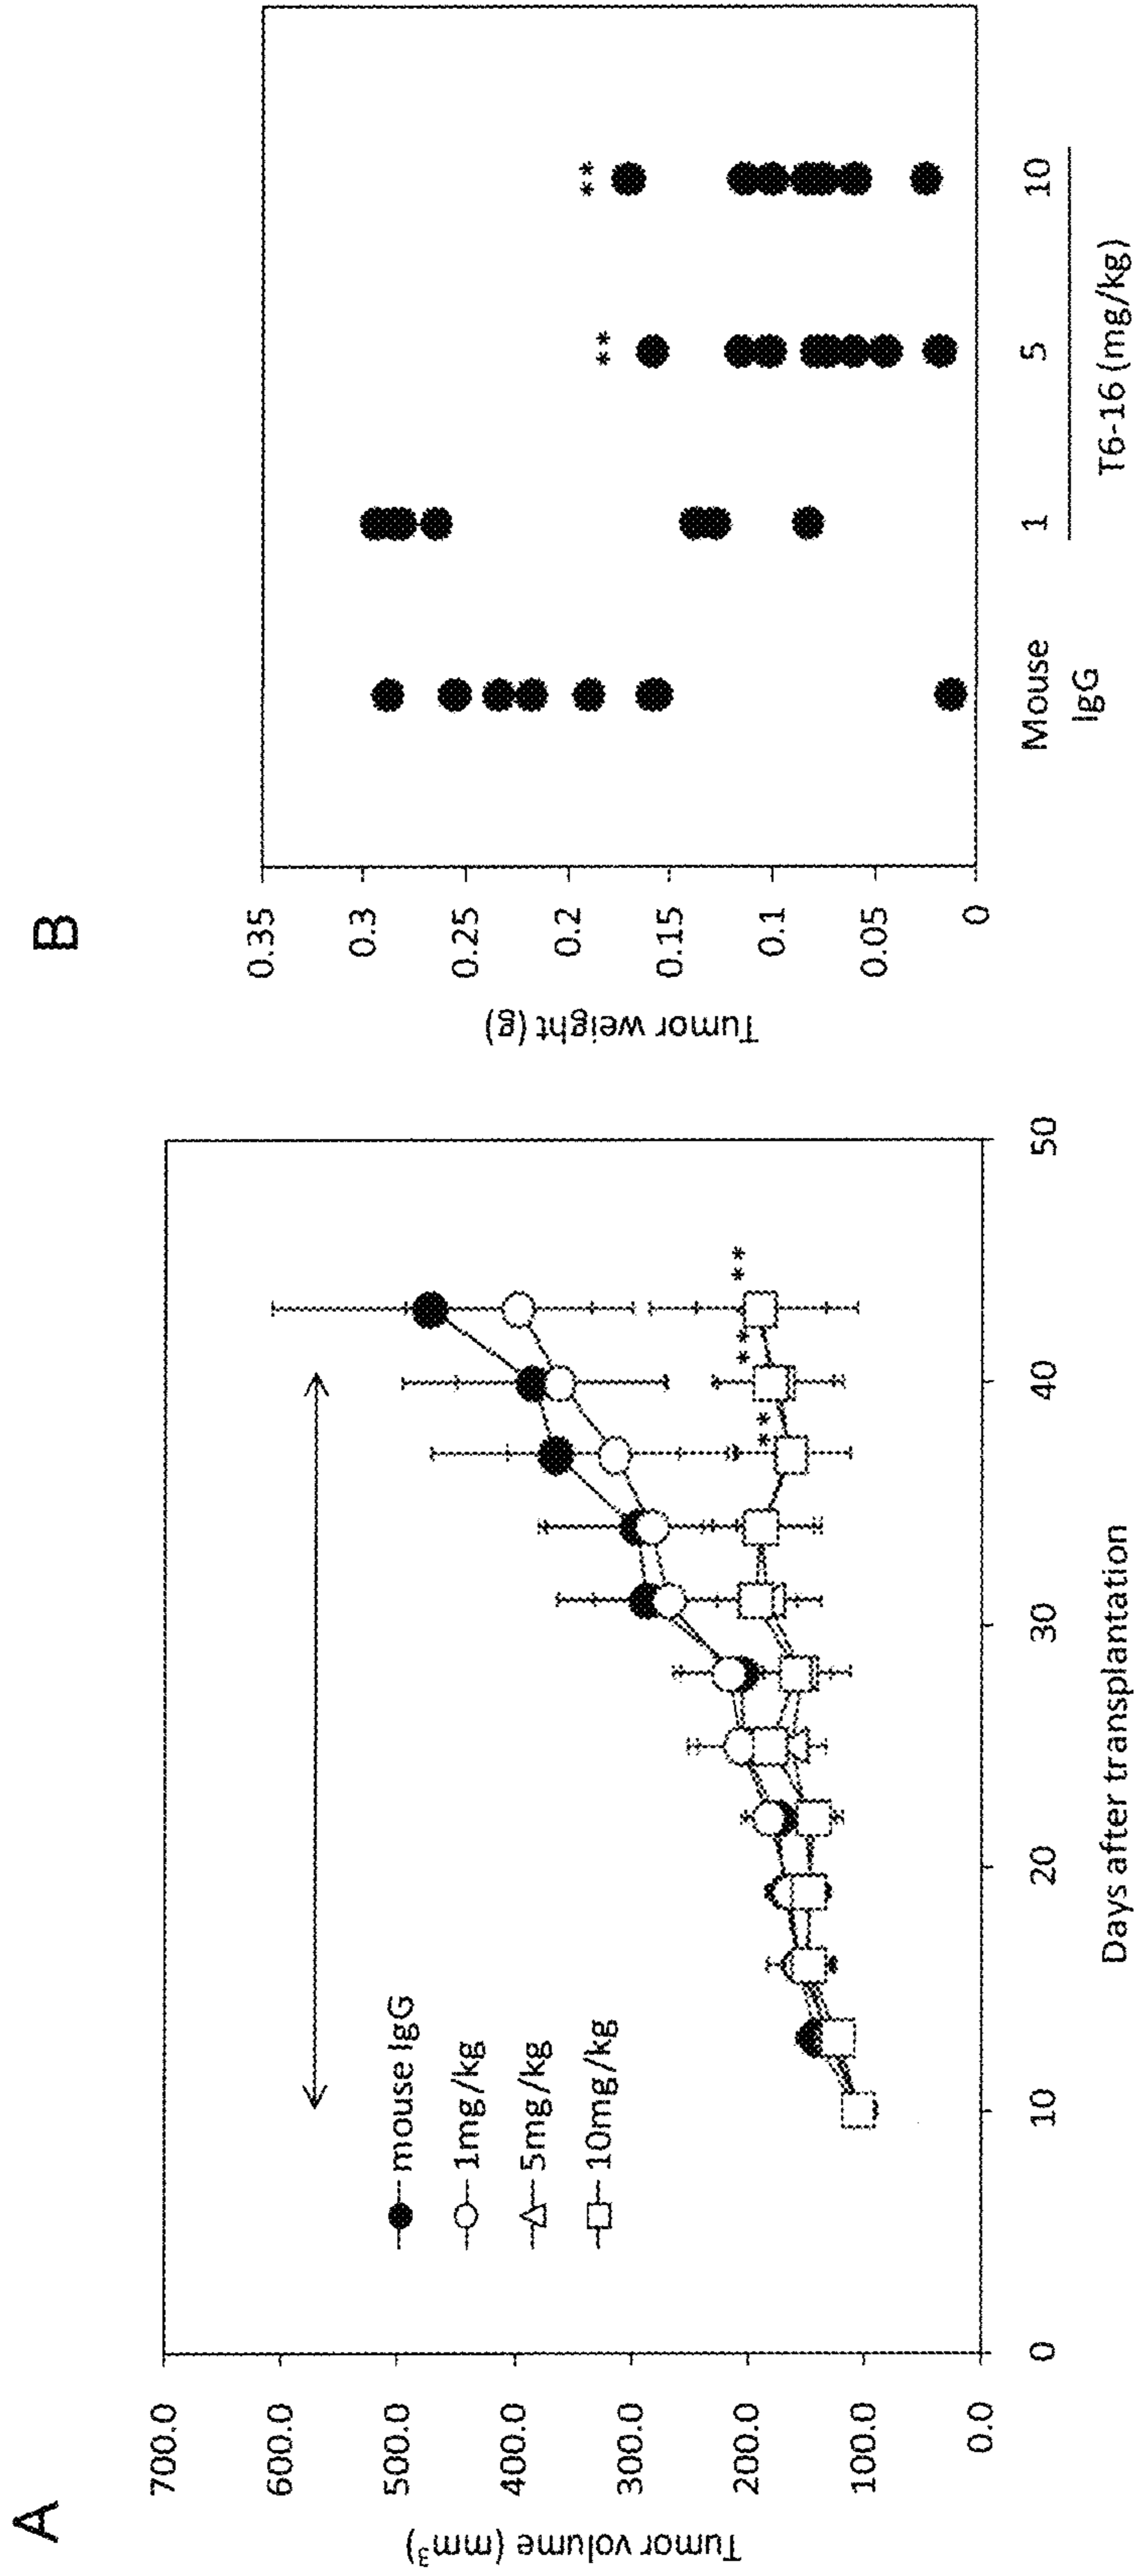 A
Tumor volume (mm³)
700.0
600.0
500.0
400.0
300.0
200.0
100.0
0.0
mouse IgG
1mg/kg
5mg/kg
10mg/kg
**
**
**
0 10 20 30 40 50
Days after transplantation
B
Tumor weight (g)
0.35
0.3
0.25
0.2
0.15
0.1
0.05
0
**
**
Mouse IgG
1 5 10
T6-16 (mg/kg)